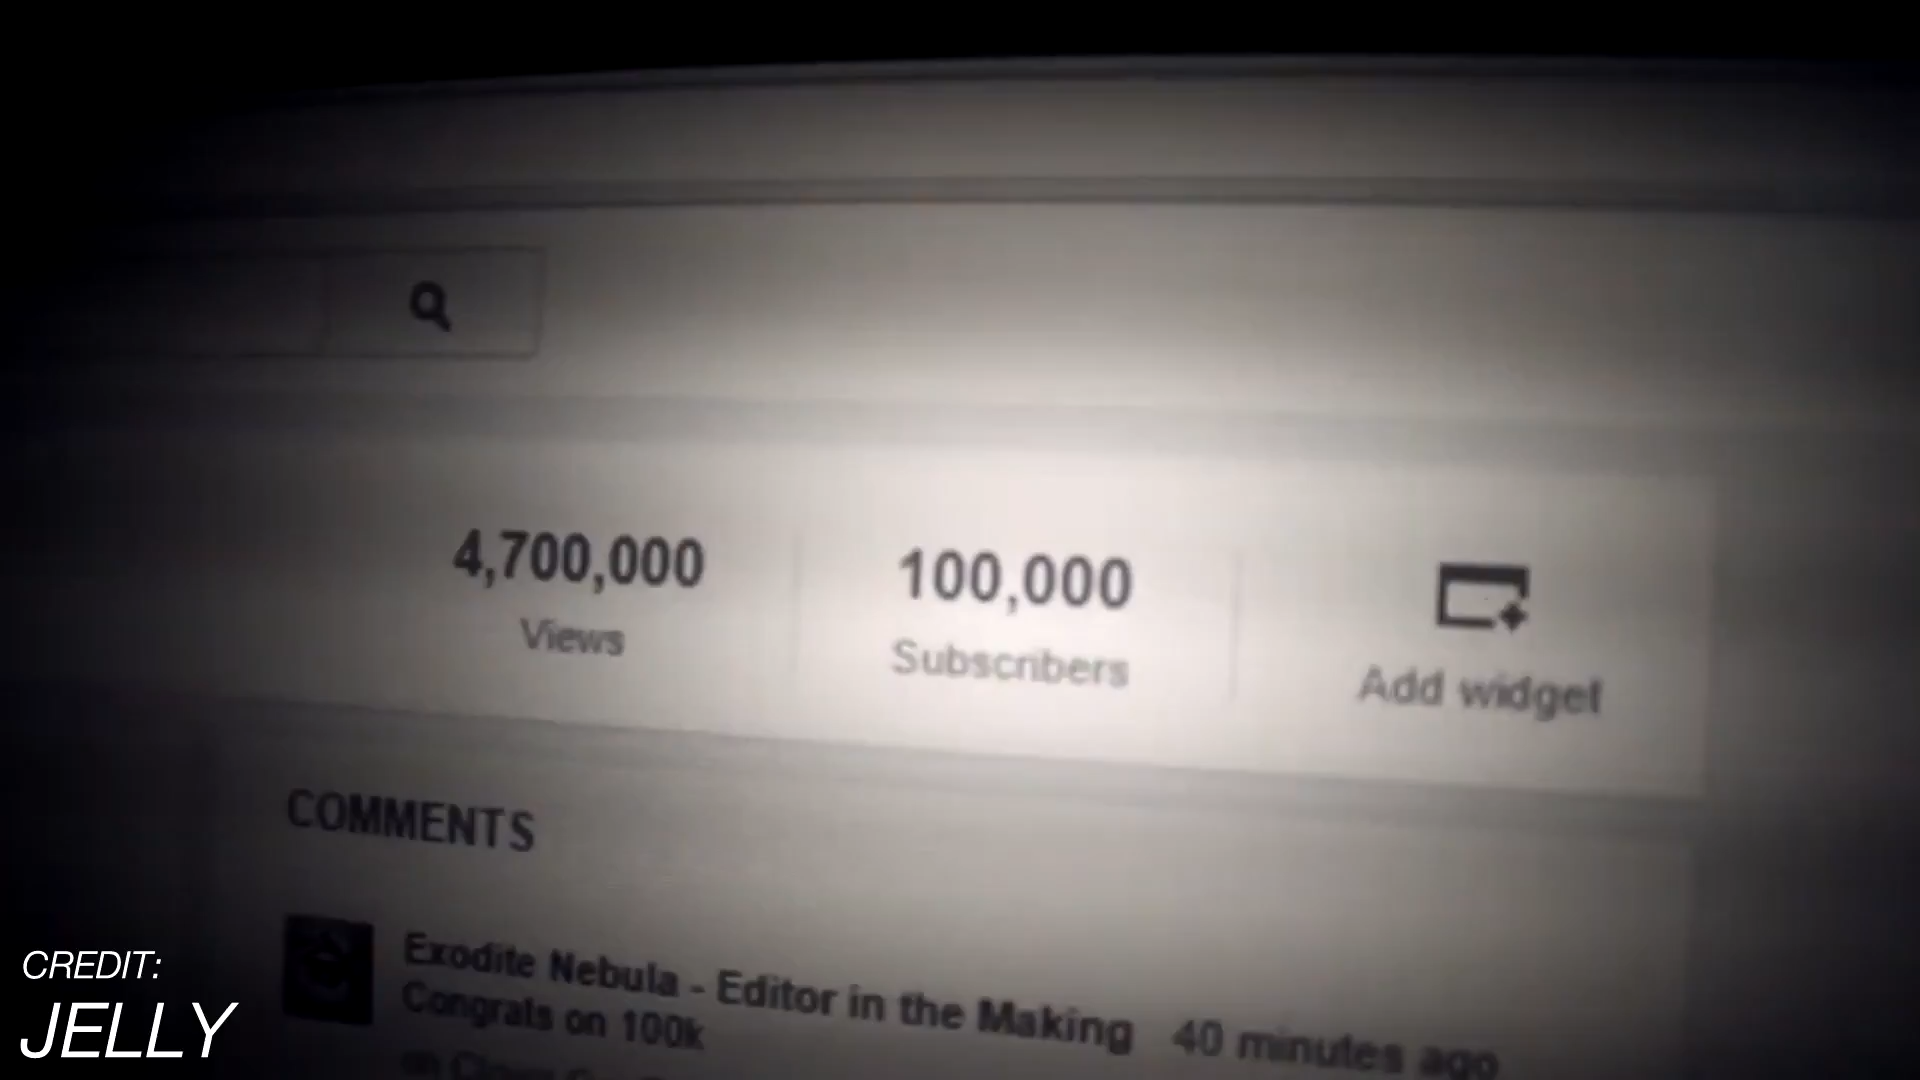 4,700,000
Views
100,000
Subscribers
Add widget
COMMENTS
Exodite Nebula - Editor in the Making 40 minutes ago
Congrats on 100k
on
CREDIT:
JELLY